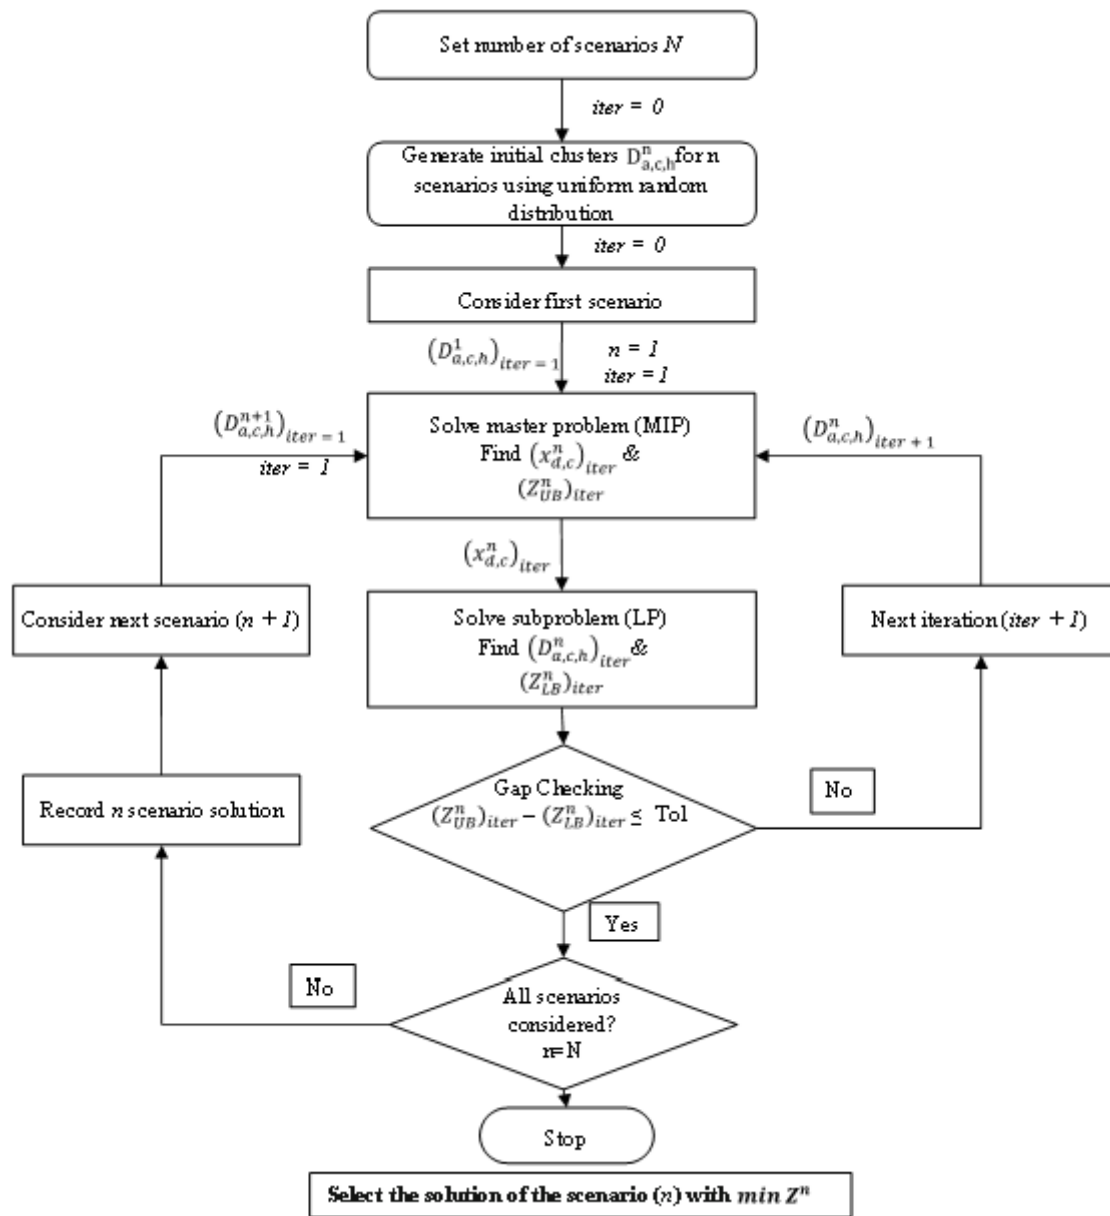 Set number of scenarios N
iter = 0
Generate initial clusters D^n_{a,c,h} for n
scenarios using uniform random
distribution
iter = 0
Consider first scenario
(D^1_{a,c,h})_{iter = 1}
n = 1
iter = 1
(D^{n+1}_{a,c,h})_{iter = 1}
iter = 1
Solve master problem (MIP)
Find (x^n_{d,c})_{iter} &
(Z^n_{UB})_{iter}
(D^n_{a,c,h})_{iter + 1}
(x^n_{d,c})_{iter}
Consider next scenario (n + 1)
Solve subproblem (LP)
Find (D^n_{a,c,h})_{iter} &
(Z^n_{LB})_{iter}
Next iteration (iter + 1)
Record n scenario solution
Gap Checking
(Z^n_{UB})_{iter} – (Z^n_{LB})_{iter} ≤ Tol
No
Yes
No
All scenarios
considered?
n=N
Stop
Select the solution of the scenario (n) with min Z^n